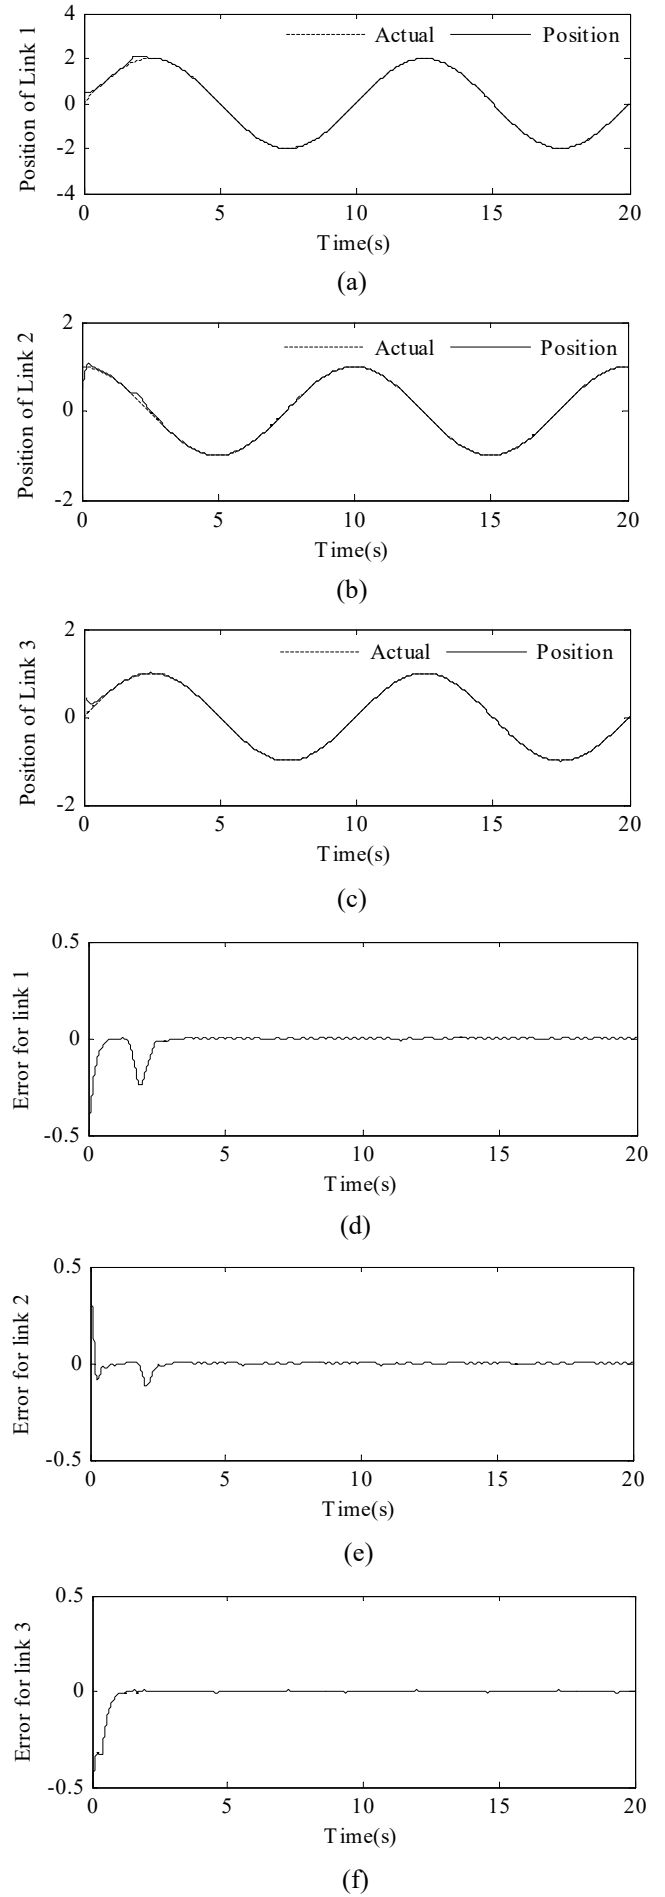 4
Actual Position
2
0
-2
-4
Position of Link 1
0 5 10 15 20
Time(s)
(a)
2
Actual Position
0
-2
Position of Link 2
0 5 10 15 20
Time(s)
(b)
2
Actual Position
0
-2
Position of Link 3
0 5 10 15 20
Time(s)
(c)
0.5
0
-0.5
Error for link 1
0 5 10 15 20
Time(s)
(d)
0.5
0
-0.5
Error for link 2
0 5 10 15 20
Time(s)
(e)
0.5
0
-0.5
Error for link 3
0 5 10 15 20
Time(s)
(f)